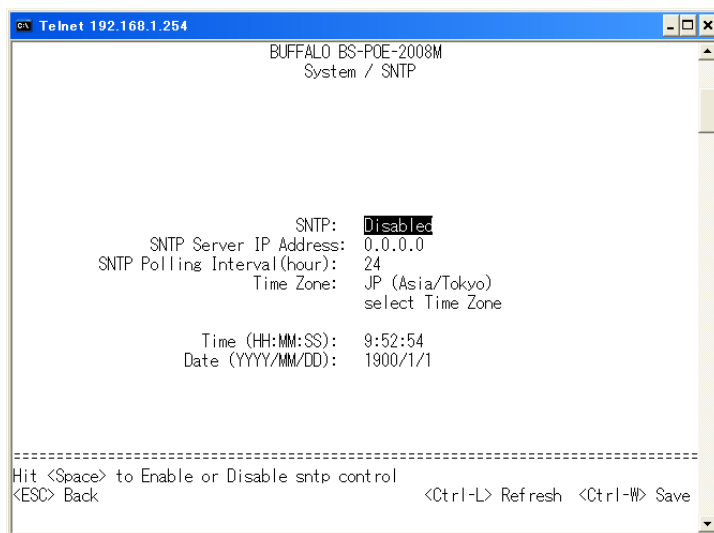 Telnet 192.168.1.254
BUFFALO BS-POE-2008M
System / SNTP
SNTP: Disabled
SNTP Server IP Address: 0.0.0.0
SNTP Polling Interval(hour): 24
Time Zone: JP (Asia/Tokyo)
select Time Zone
Time (HH:MM:SS): 9:52:54
Date (YYYY/MM/DD): 1900/1/1
================================================================================
Hit <Space> to Enable or Disable sntp control
<ESC> Back <Ctrl-L> Refresh <Ctrl-W> Save